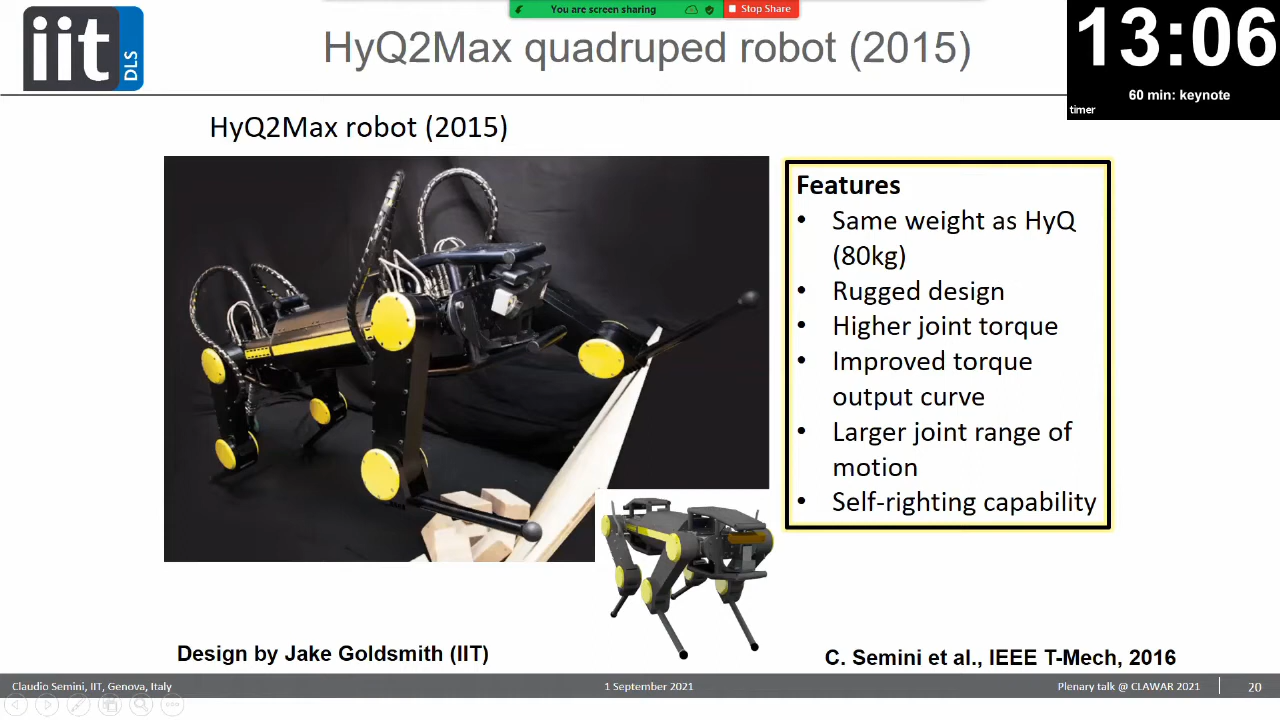 You are screen sharing
Stop Share
iit
DLS
HyQ2Max quadruped robot (2015)
13:06
60 min: keynote
timer
HyQ2Max robot (2015)
Features
• Same weight as HyQ
(80kg)
• Rugged design
• Higher joint torque
• Improved torque
output curve
• Larger joint range of
motion
• Self-righting capability
Design by Jake Goldsmith (IIT)
C. Semini et al., IEEE T-Mech, 2016
Claudio Semini, IIT, Genova, Italy
1 September 2021
Plenary talk @ CLAWAR 2021
20